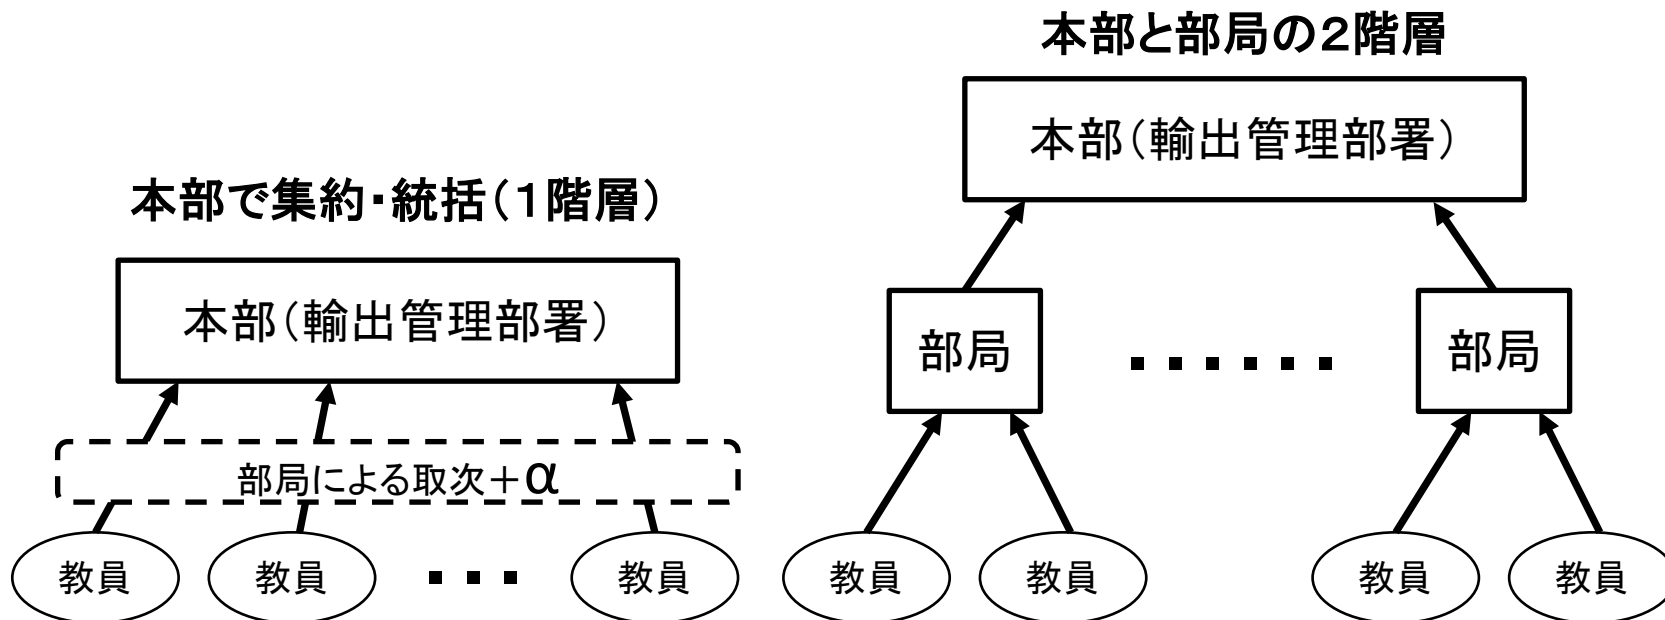 本部で集約・統括(1階層)
本部(輸出管理部署)
部局による取次+α
教員
教員
・・・
教員
本部と部局の2階層
本部(輸出管理部署)
部局
・・・・・・
部局
教員
教員
教員
教員